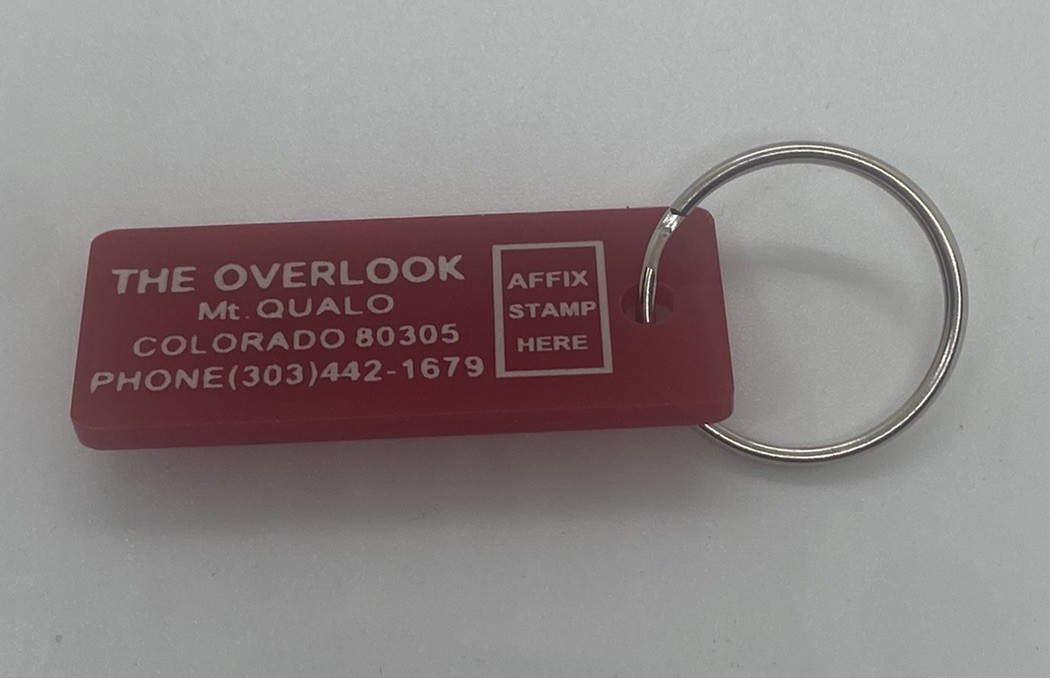 THE OVERLOOK
Mt. QUALO
COLORADO 80305
PHONE(303)442-1679
AFFIX
STAMP
HERE